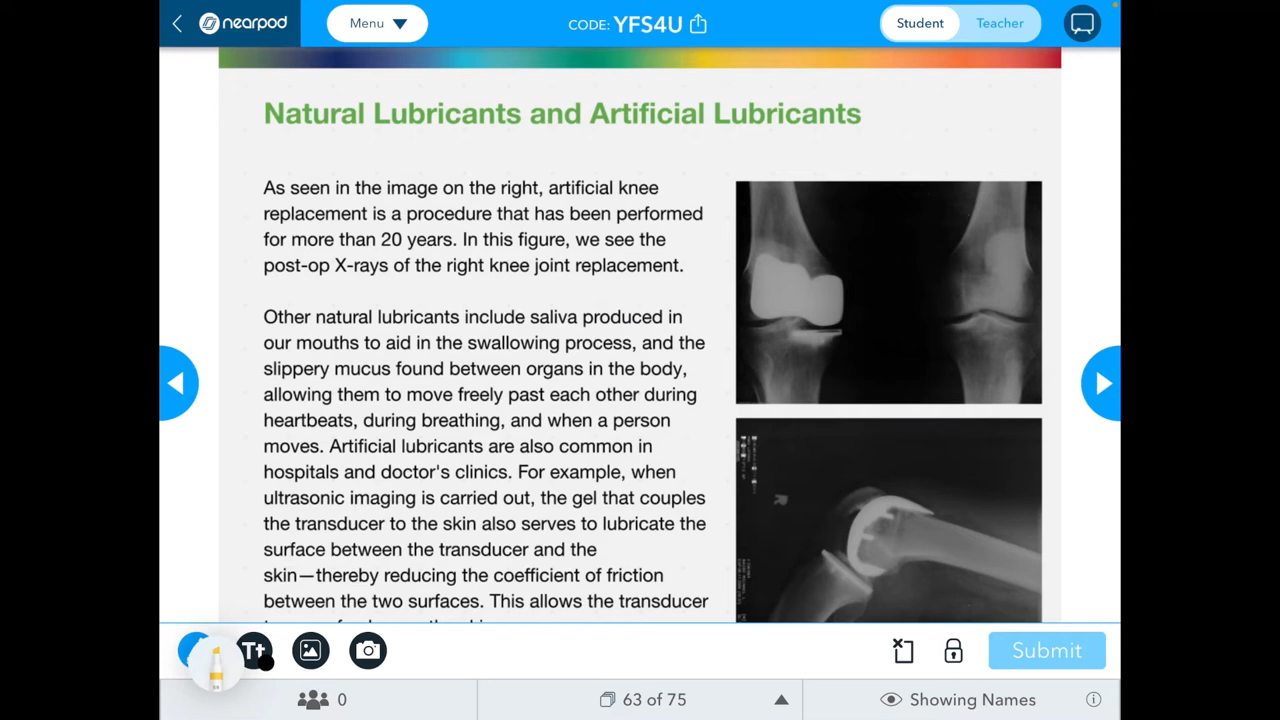 nearpod
Menu
CODE: YFS4U
Student
Teacher
Natural Lubricants and Artificial Lubricants
As seen in the image on the right, artificial knee
replacement is a procedure that has been performed
for more than 20 years. In this figure, we see the
post-op X-rays of the right knee joint replacement.
Other natural lubricants include saliva produced in
our mouths to aid in the swallowing process, and the
slippery mucus found between organs in the body,
allowing them to move freely past each other during
heartbeats, during breathing, and when a person
moves. Artificial lubricants are also common in
hospitals and doctor's clinics. For example, when
ultrasonic imaging is carried out, the gel that couples
the transducer to the skin also serves to lubricate the
surface between the transducer and the
skin—thereby reducing the coefficient of friction
between the two surfaces. This allows the transducer
Tt
Submit
0
63 of 75
Showing Names